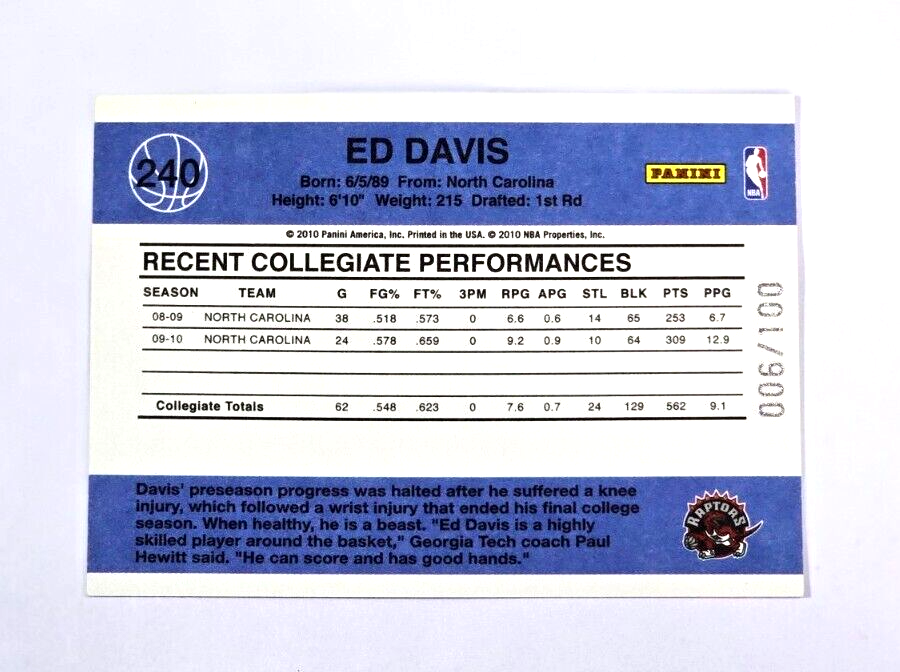 240
ED DAVIS
Born: 6/5/89 From: North Carolina
Height: 6'10" Weight: 215 Drafted: 1st Rd
PANINI
NBA
© 2010 Panini America, Inc. Printed in the USA. © 2010 NBA Properties, Inc.
RECENT COLLEGIATE PERFORMANCES
SEASON TEAM G FG% FT% 3PM RPG APG STL BLK PTS PPG
08-09 NORTH CAROLINA 38 .518 .573 0 6.6 0.6 14 65 253 6.7
09-10 NORTH CAROLINA 24 .578 .659 0 9.2 0.9 10 64 309 12.9
Collegiate Totals 62 .548 .623 0 7.6 0.7 24 129 562 9.1
006/100
Davis' preseason progress was halted after he suffered a knee
injury, which followed a wrist injury that ended his final college
season. When healthy, he is a beast. "Ed Davis is a highly
skilled player around the basket," Georgia Tech coach Paul
Hewitt said. "He can score and has good hands."
RAPTORS